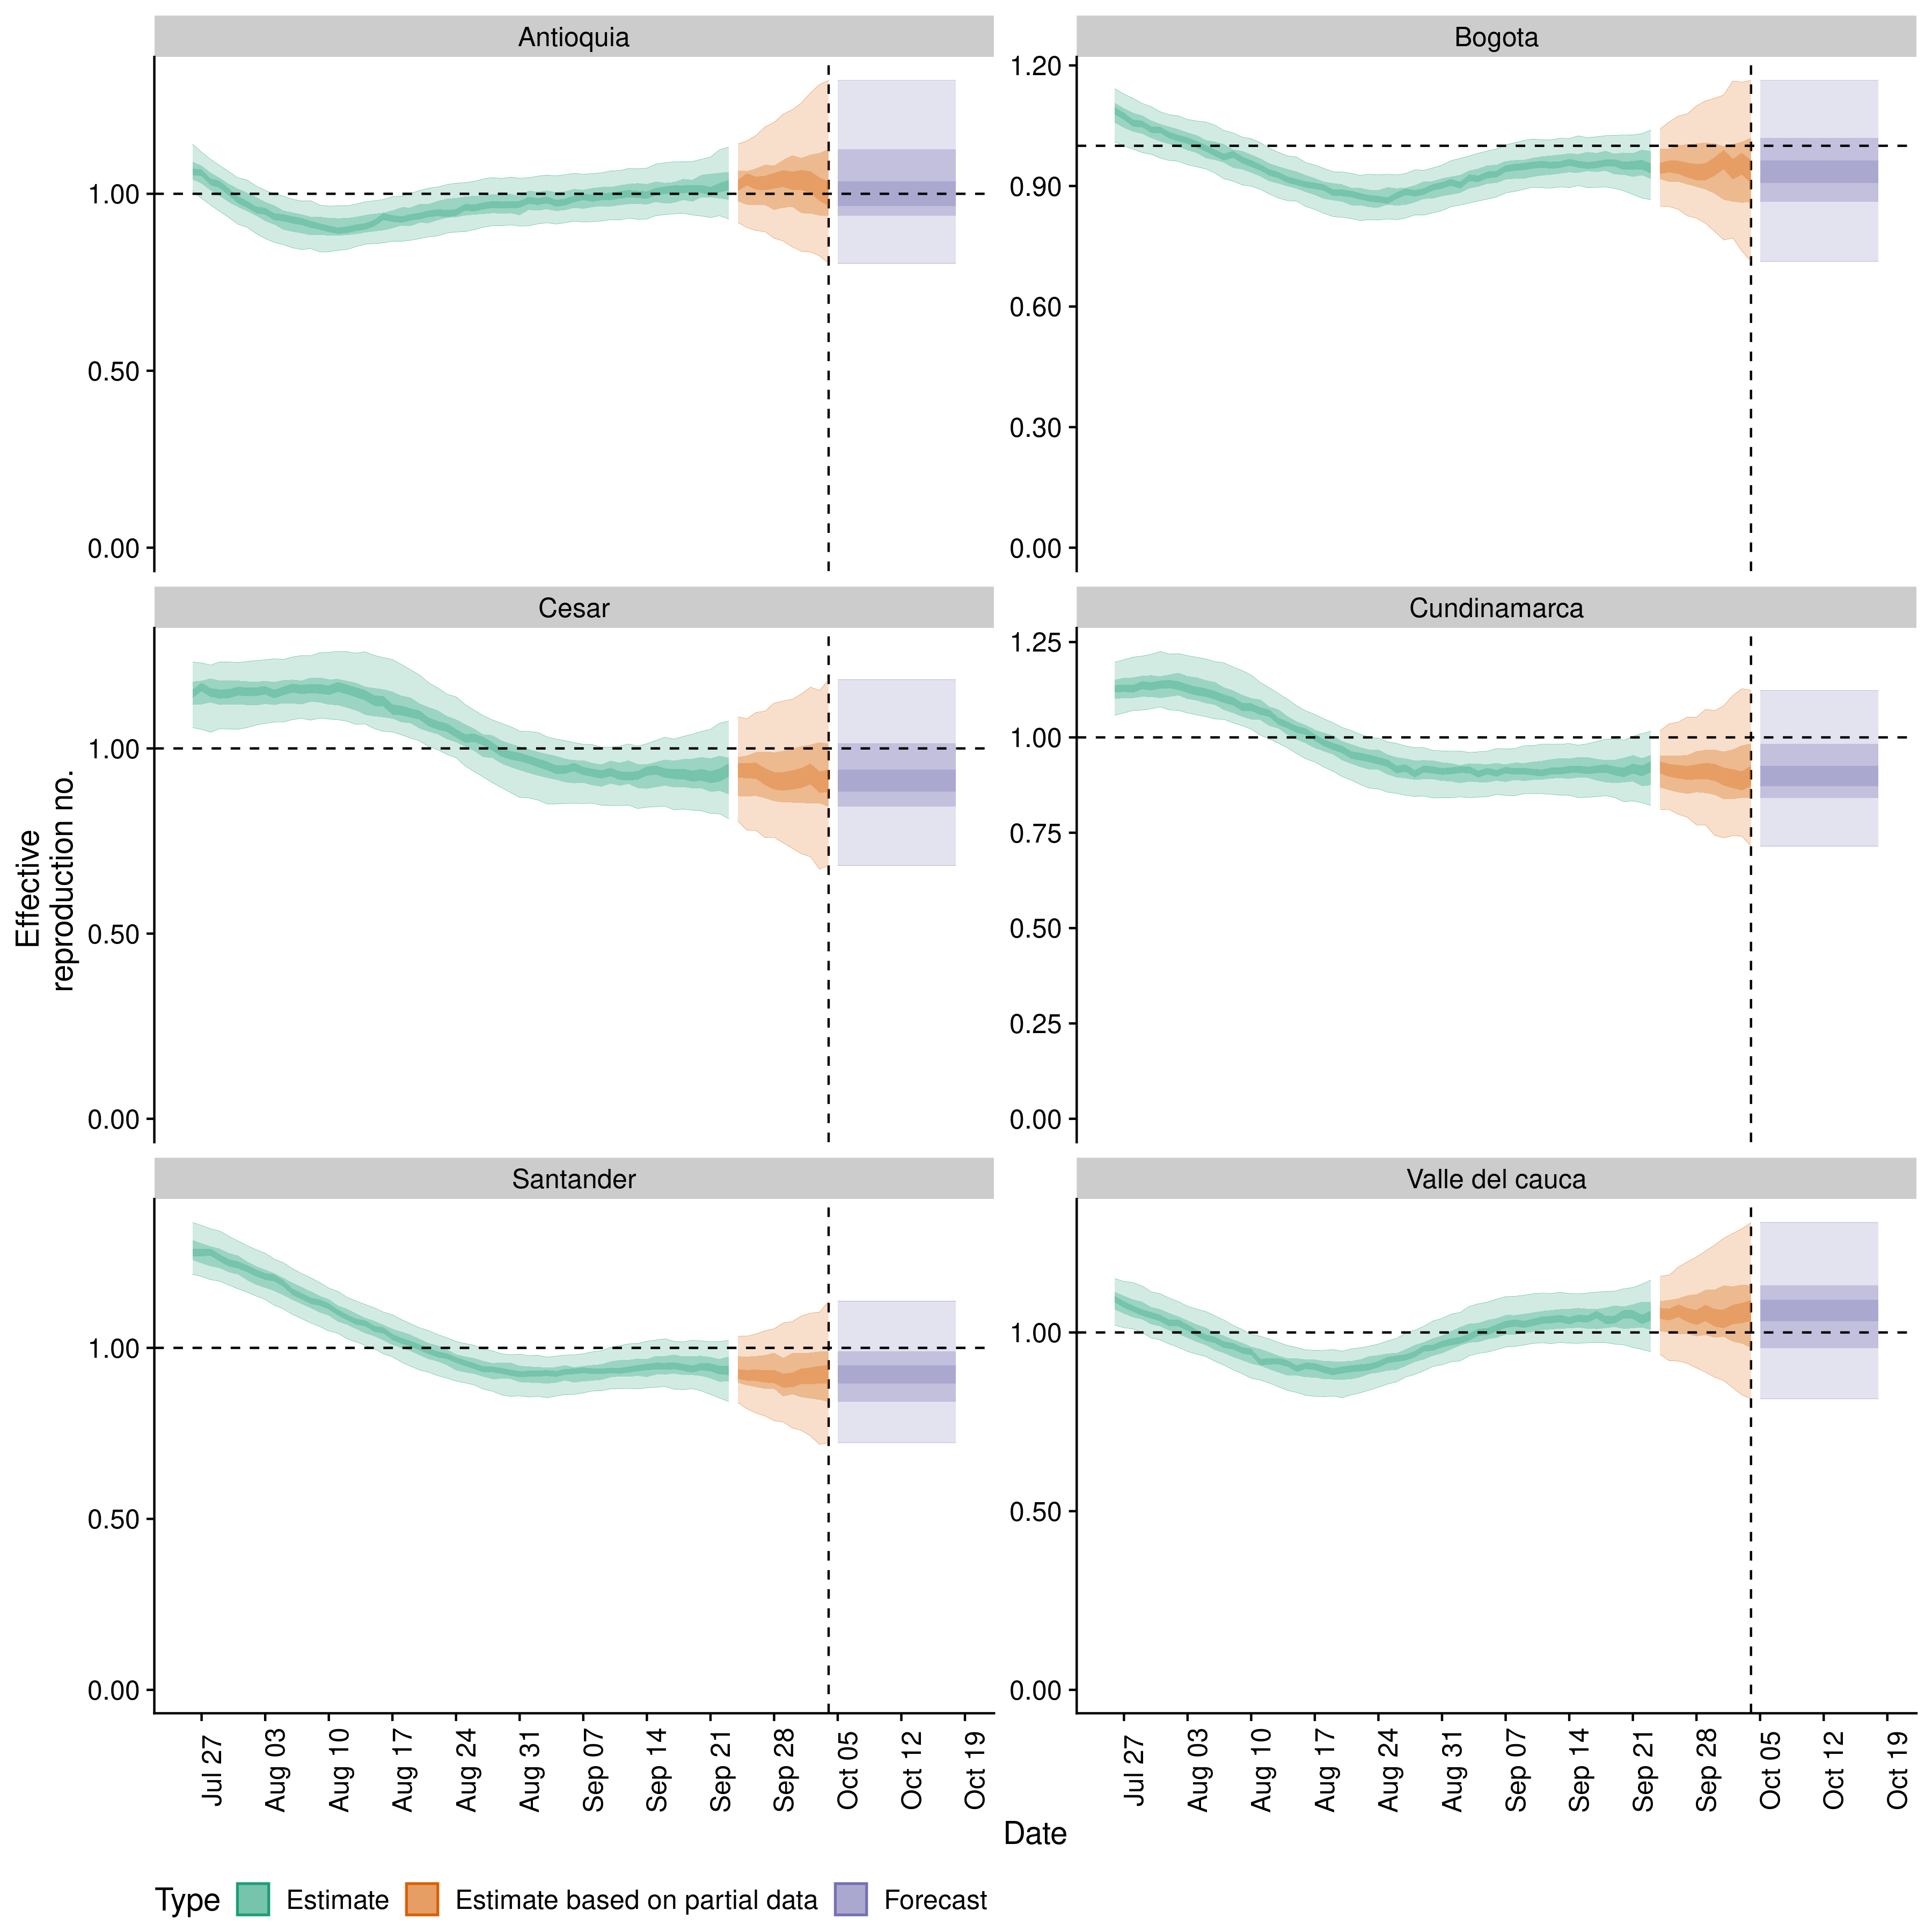 Antioquia
Bogota
1.00
0.50
0.00
1.20
0.90
0.60
0.30
0.00
Cesar
Cundinamarca
1.00
0.50
0.00
1.25
1.00
0.75
0.50
0.25
0.00
Effective
reproduction no.
Santander
Valle del cauca
1.00
0.50
0.00
1.00
0.50
0.00
Jul 27
Aug 03
Aug 10
Aug 17
Aug 24
Aug 31
Sep 07
Sep 14
Sep 21
Sep 28
Oct 05
Oct 12
Oct 19
Jul 27
Aug 03
Aug 10
Aug 17
Aug 24
Aug 31
Sep 07
Sep 14
Sep 21
Sep 28
Oct 05
Oct 12
Oct 19
Date
Type Estimate Estimate based on partial data Forecast